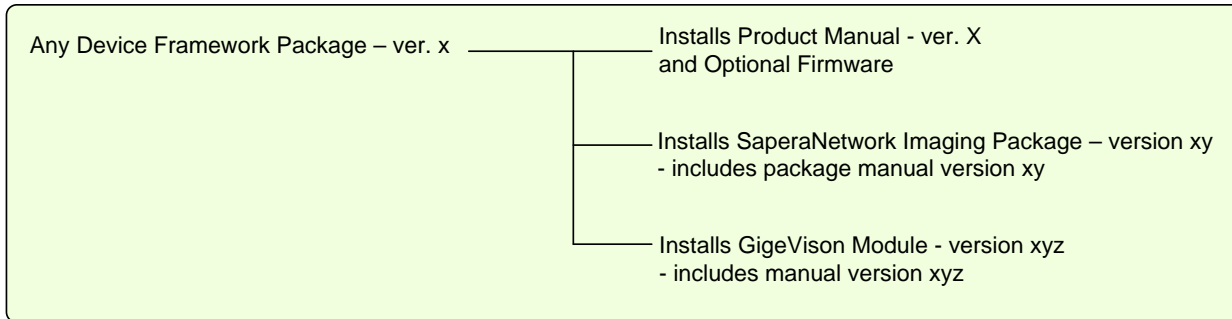 Any Device Framework Package – ver. x
Installs Product Manual - ver. X
and Optional Firmware
Installs SaperaNetwork Imaging Package – version xy
- includes package manual version xy
Installs GigeVison Module - version xyz
- includes manual version xyz